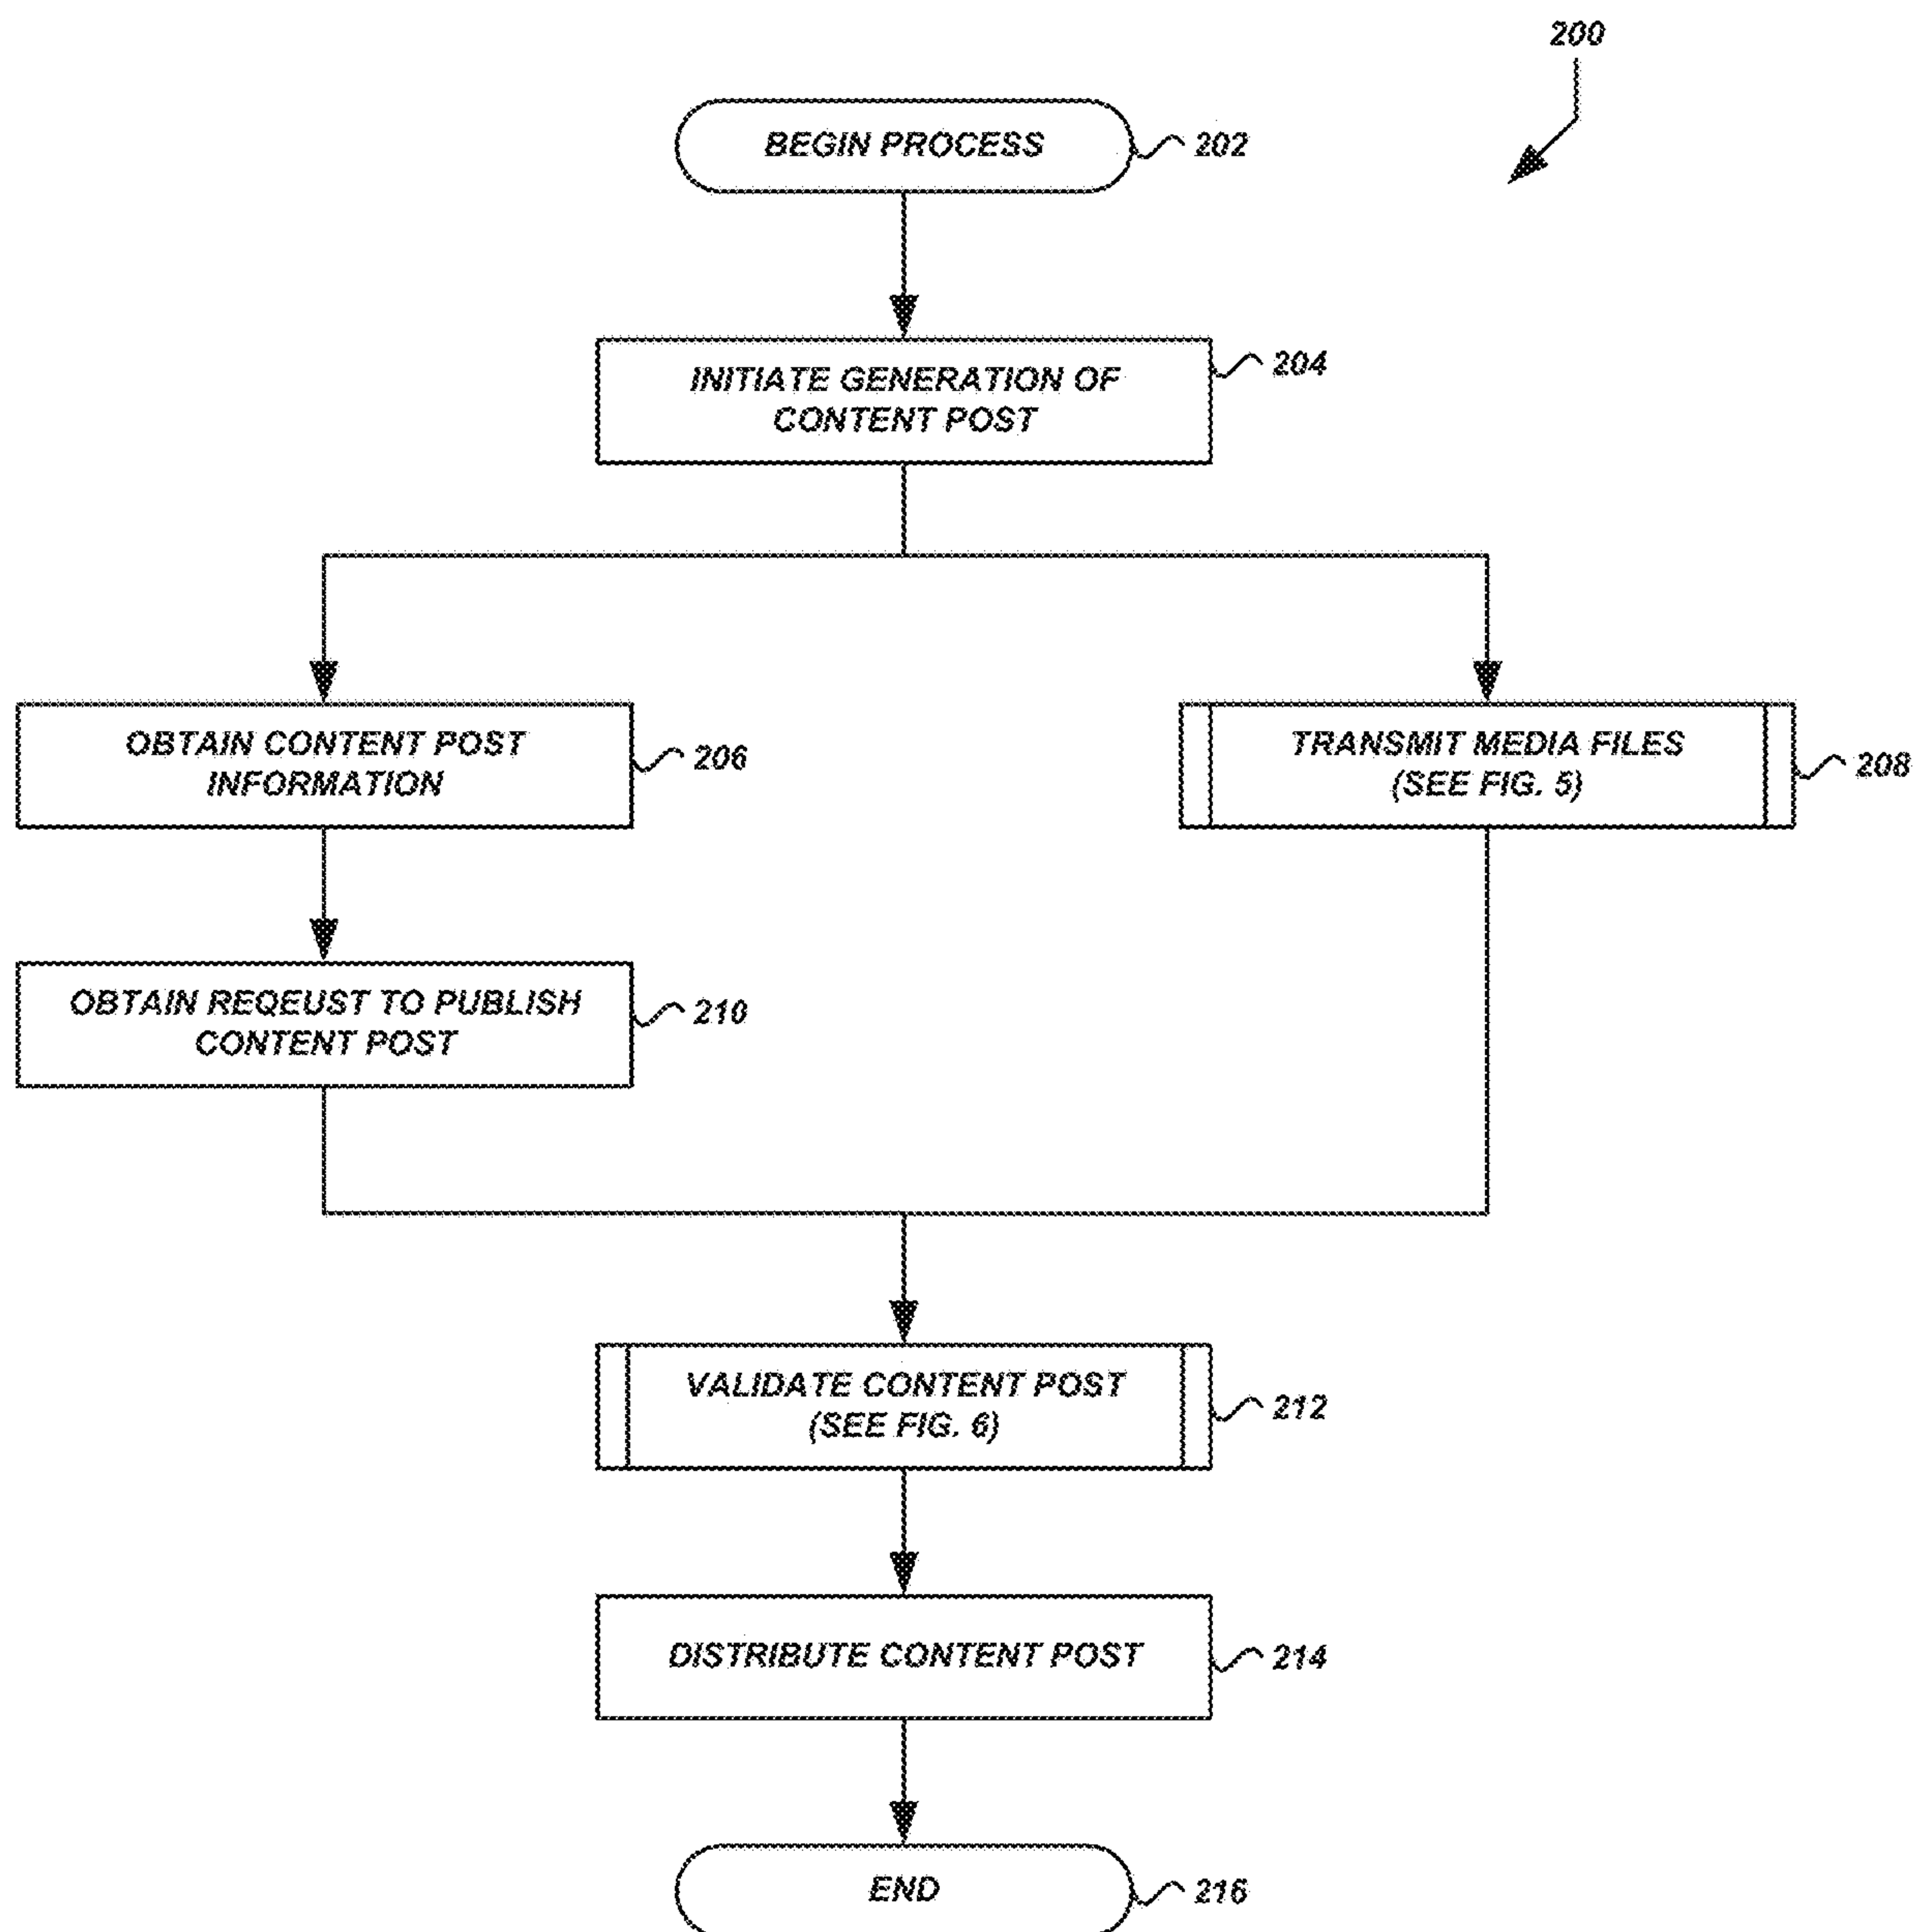 200
BEGIN PROCESS
202
INITIATE GENERATION OF
CONTENT POST
204
OBTAIN CONTENT POST
INFORMATION
206
TRANSMIT MEDIA FILES
(SEE FIG. 5)
208
OBTAIN REQEUST TO PUBLISH
CONTENT POST
210
VALIDATE CONTENT POST
(SEE FIG. 6)
212
DISTRIBUTE CONTENT POST
214
END
216